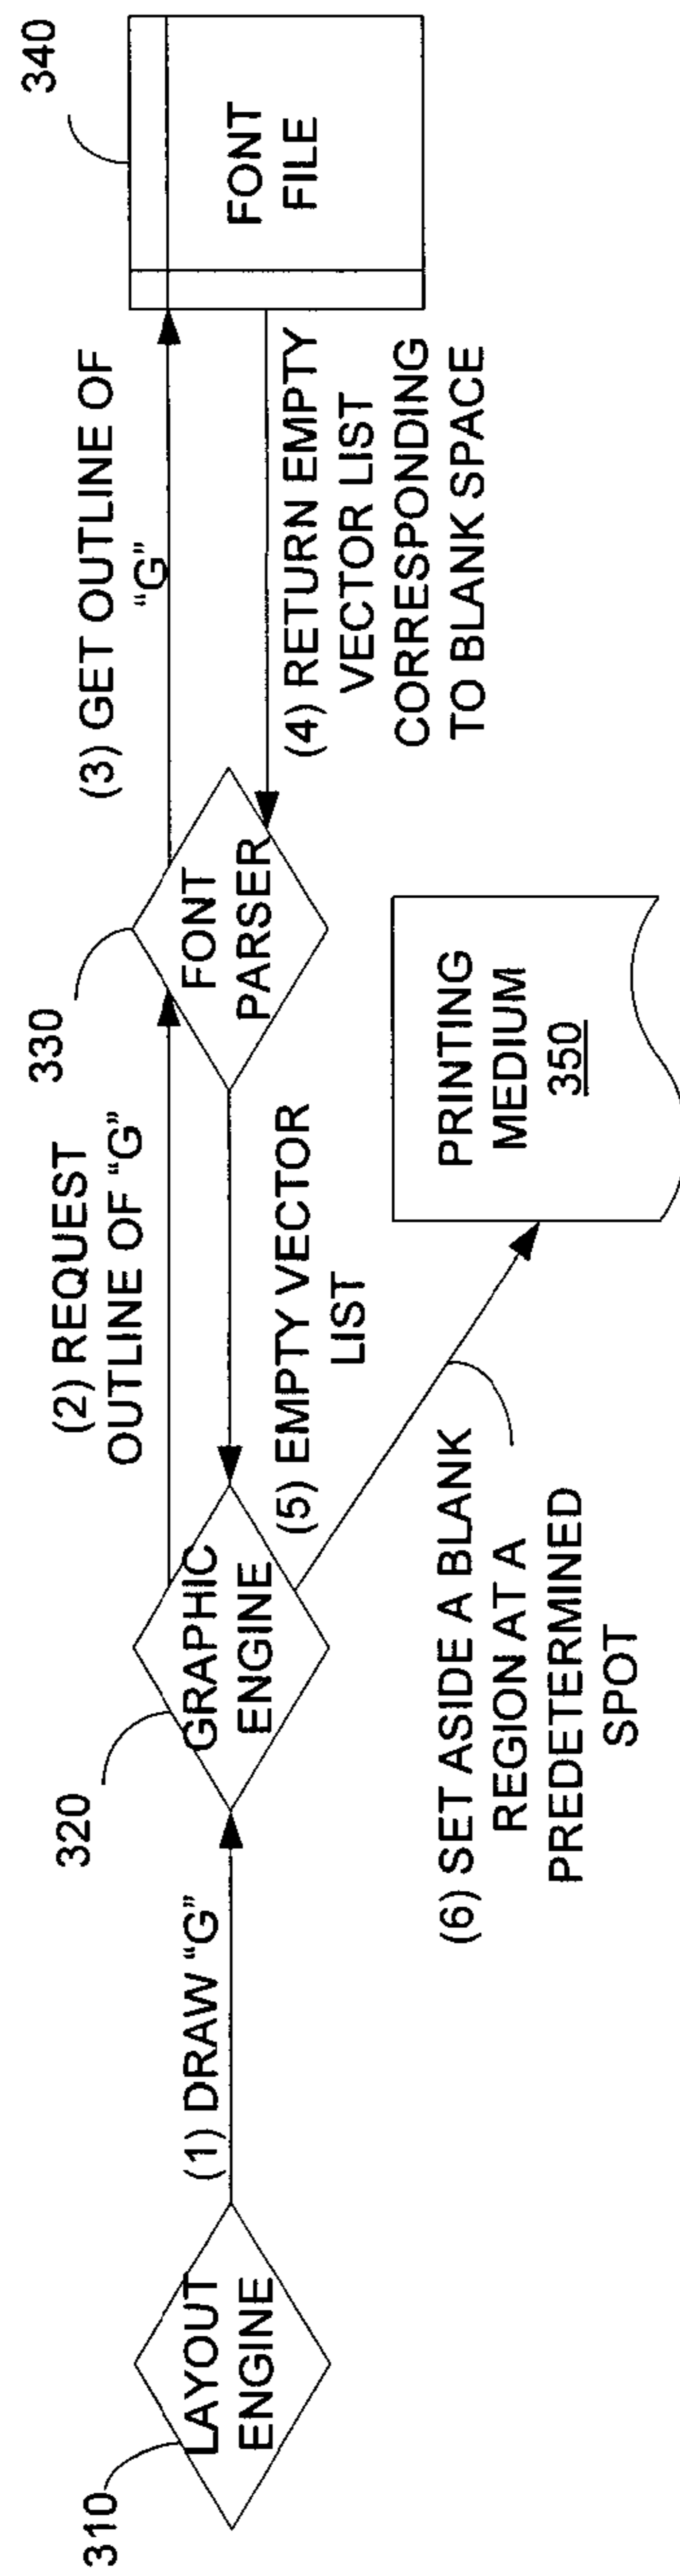 310
LAYOUT
ENGINE
(1) DRAW “G”
320
GRAPHIC
ENGINE
(2) REQUEST
OUTLINE OF “G”
330
FONT
PARSER
(3) GET OUTLINE OF
“G”
340
FONT
FILE
(4) RETURN EMPTY
VECTOR LIST
CORRESPONDING
TO BLANK SPACE
(5) EMPTY VECTOR
LIST
(6) SET ASIDE A BLANK
REGION AT A
PREDETERMINED
SPOT
PRINTING
MEDIUM
350